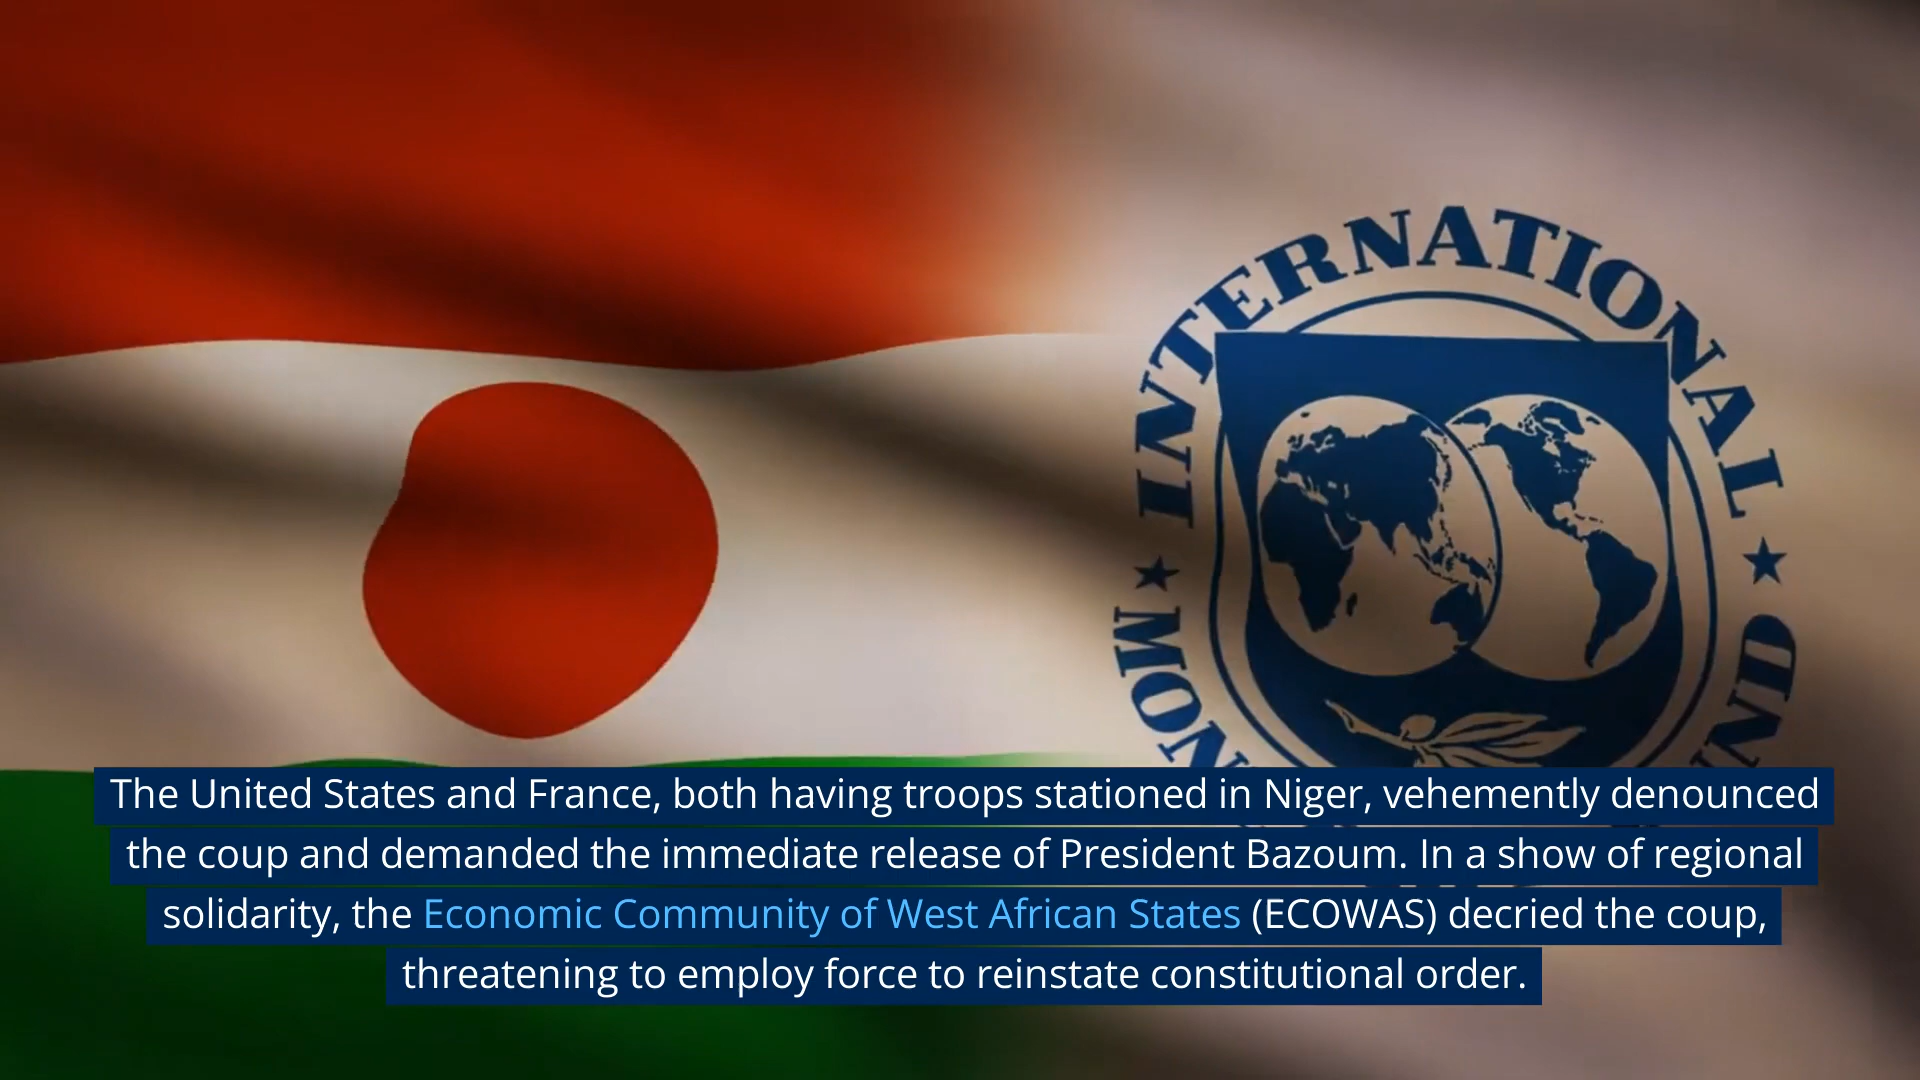 INTERNATIONAL
The United States and France, both having troops stationed in Niger, vehemently denounced
the coup and demanded the immediate release of President Bazoum. In a show of regional
solidarity, the Economic Community of West African States (ECOWAS) decried the coup,
threatening to employ force to reinstate constitutional order.